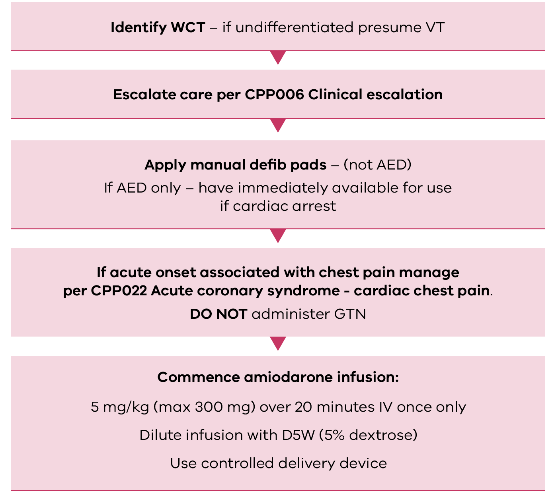 Identify WCT – if undifferentiated presume VT
Escalate care per CPP006 Clinical escalation
Apply manual defib pads – (not AED)
If AED only – have immediately available for use
if cardiac arrest
If acute onset associated with chest pain manage
per CPP022 Acute coronary syndrome - cardiac chest pain.
DO NOT administer GTN
Commence amiodarone infusion:
5 mg/kg (max 300 mg) over 20 minutes IV once only
Dilute infusion with D5W (5% dextrose)
Use controlled delivery device